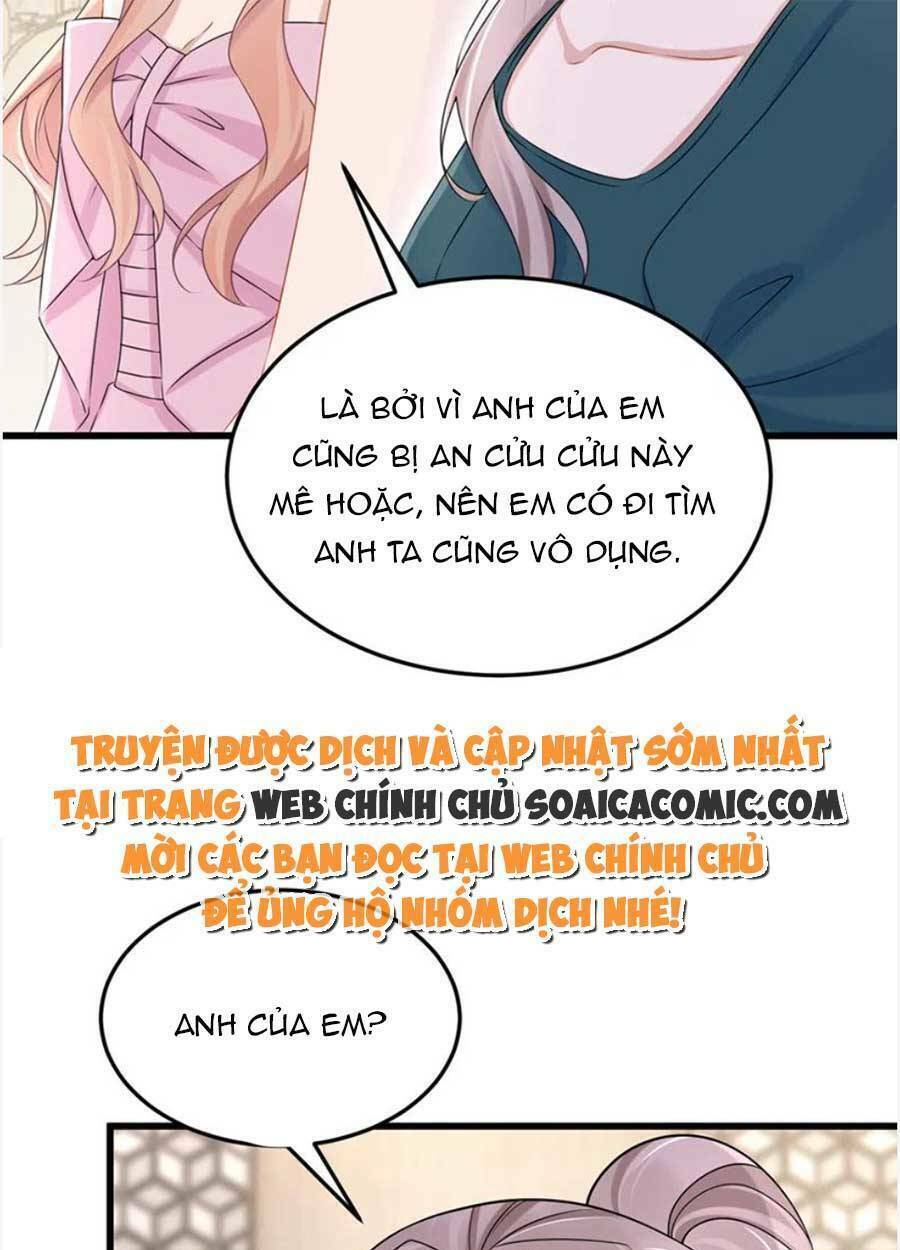 LÀ BỞI VÌ ANH CỦA EM
CŨNG BỊ AN CỬU CỬU NÀY
MÊ HOẶC, NÊN EM CÓ ĐI TÌM
ANH TA CŨNG VÔ DỤNG.
TRUYỆN ĐƯỢC DỊCH VÀ CẬP NHẬT SỚM NHẤT
TẠI TRANG WEB CHÍNH CHỦ SOAICACOMIC.COM
MỜI CÁC BẠN ĐỌC TẠI WEB CHÍNH CHỦ
ĐỂ ỦNG HỘ NHÓM DỊCH NHÉ!
ANH CỦA EM?